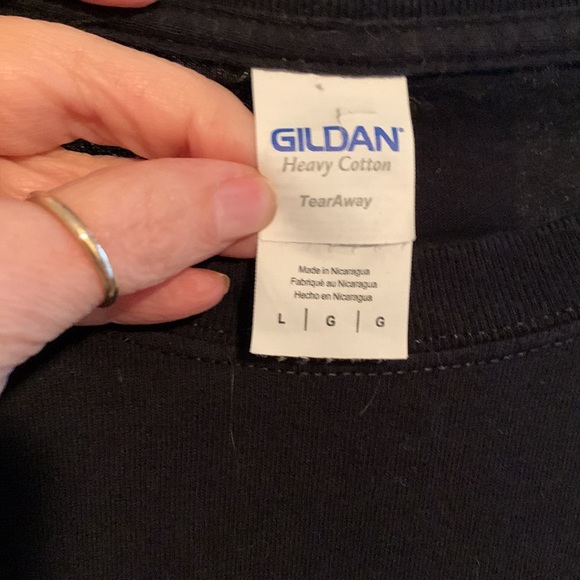 GILDAN®
Heavy Cotton
TearAway
Made in Nicaragua
Fabriqué au Nicaragua
Hecho en Nicaragua
L | G | G